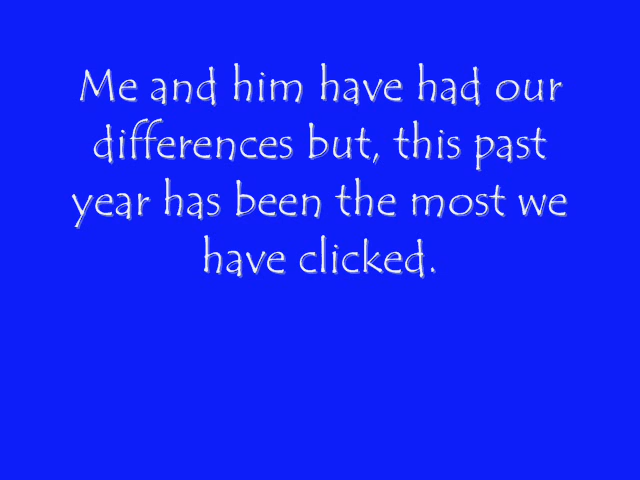 Me and him have had our
differences but, this past
year has been the most we
have clicked.